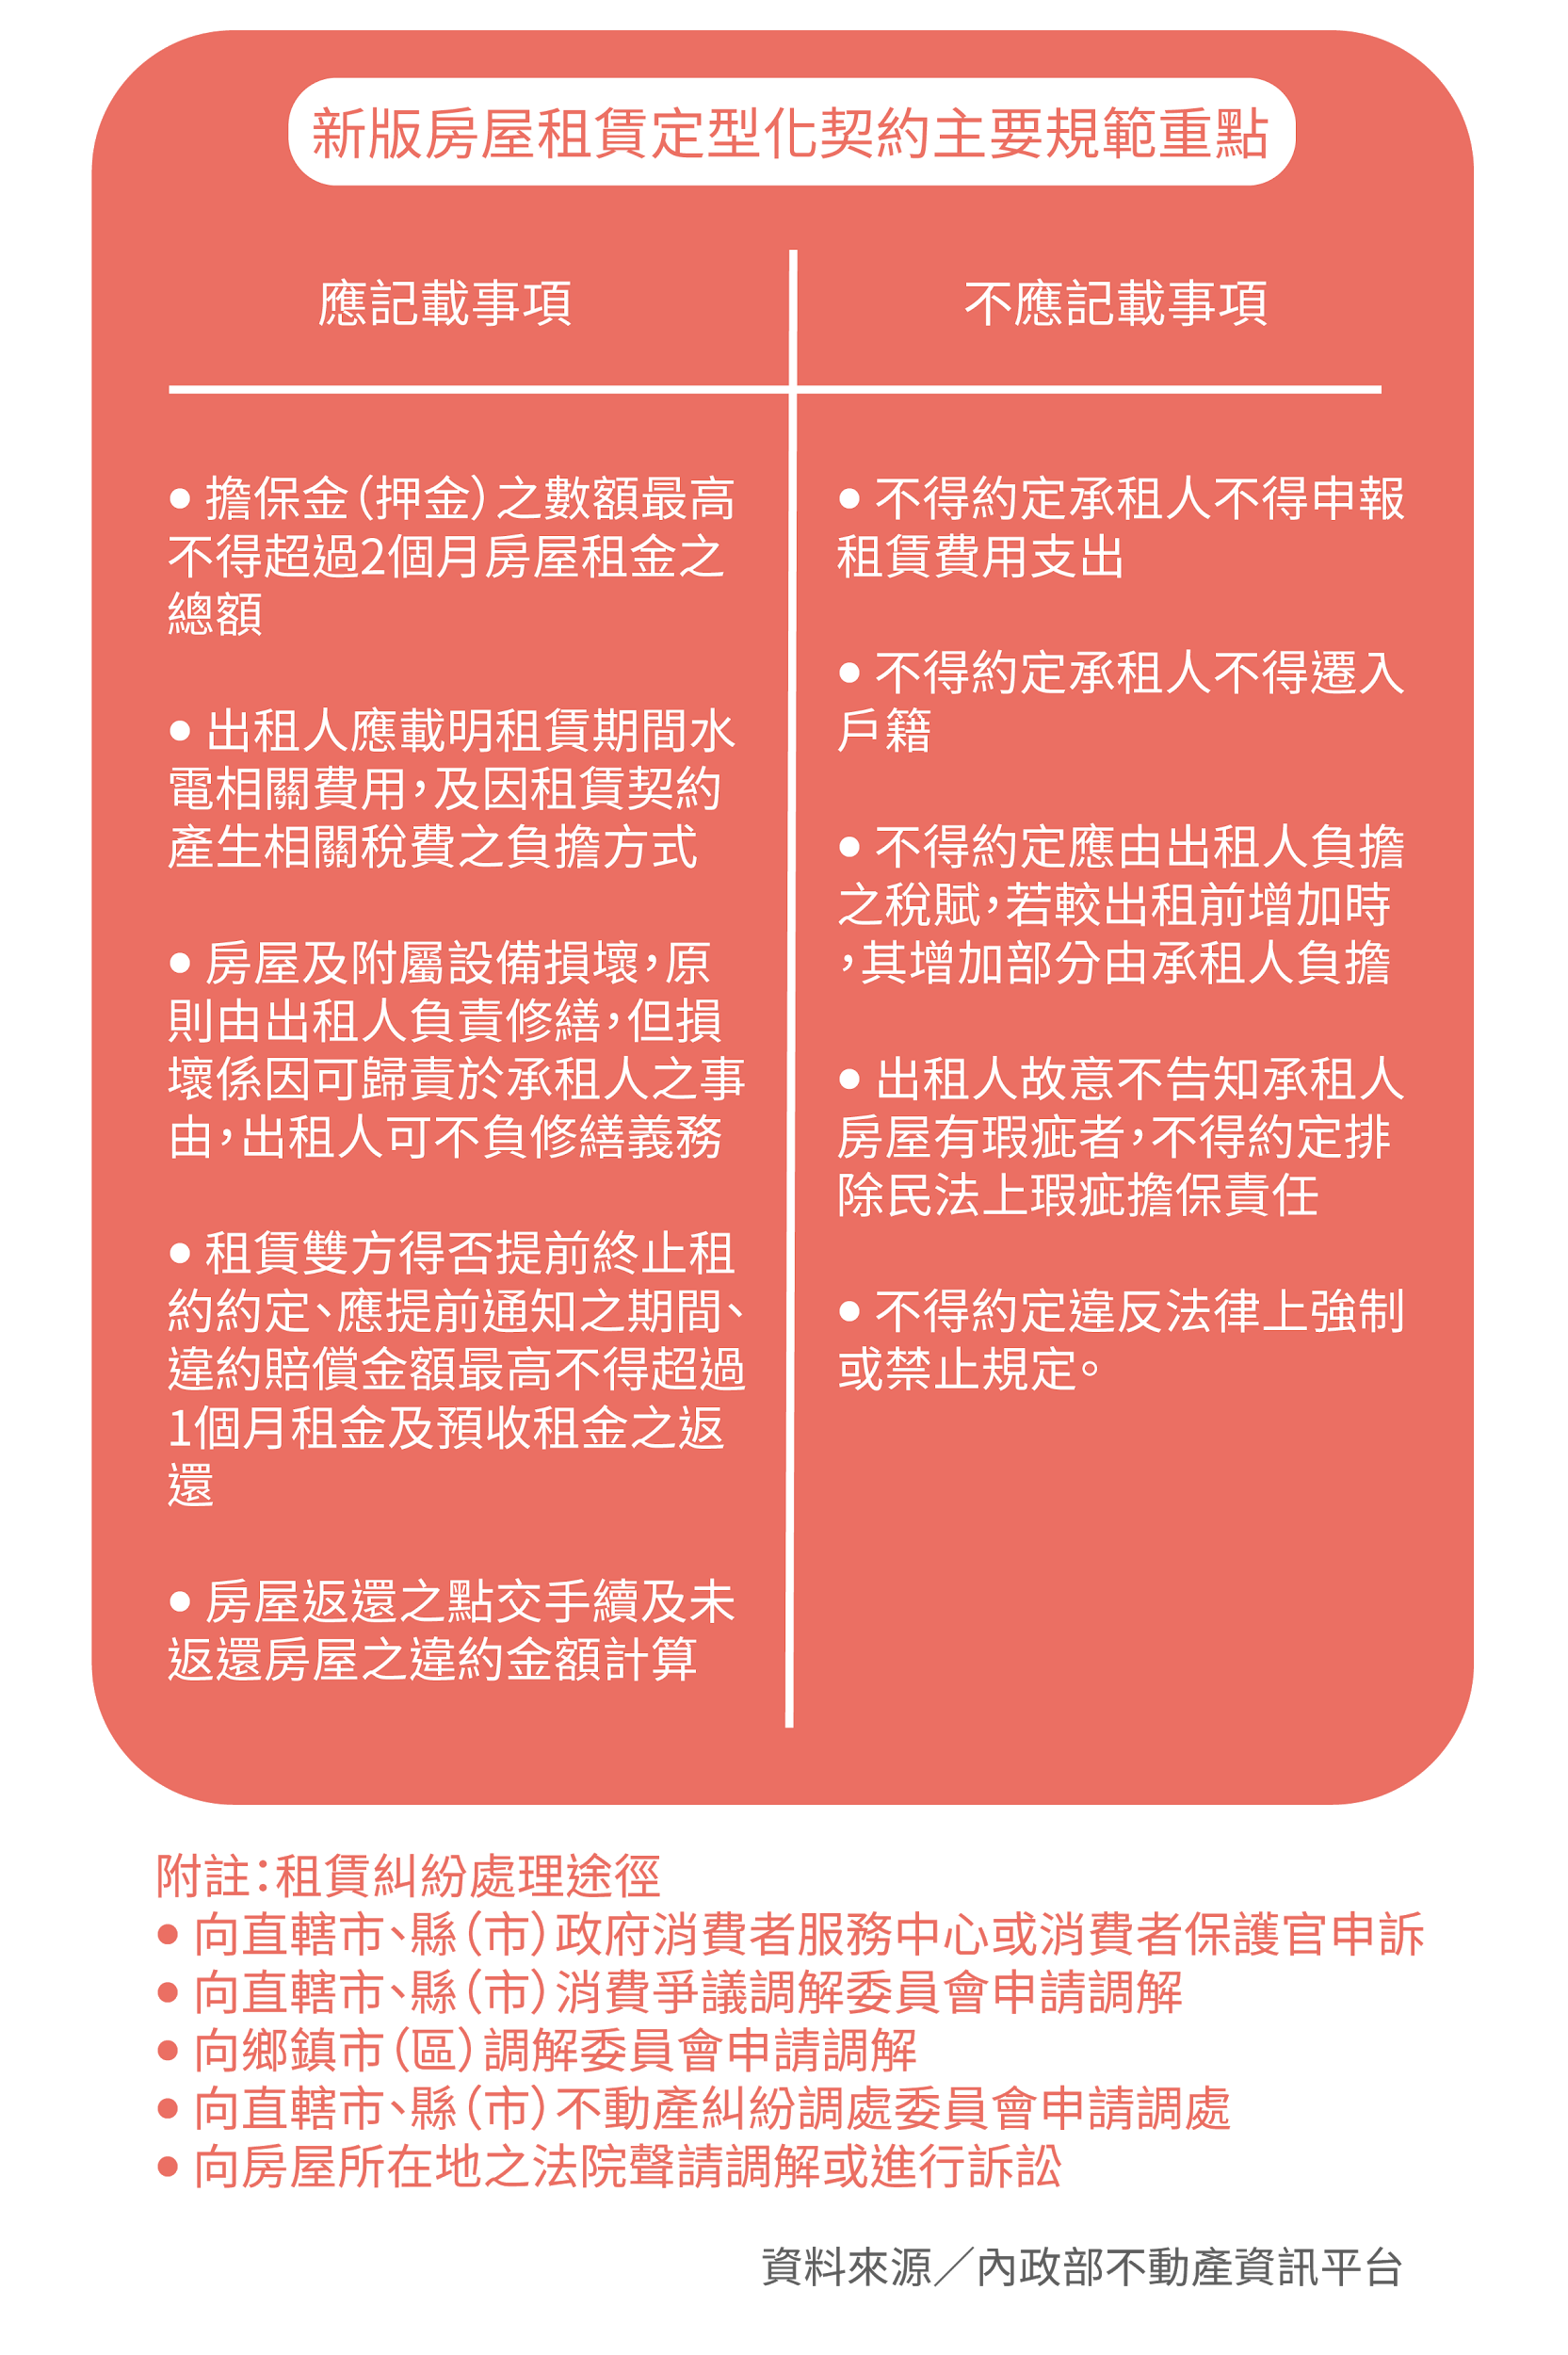 新版房屋租賃定型化契約主要規範重點
應記載事項
● 擔保金（押金）之數額最高
不得超過2個月房屋租金之
總額
● 出租人應載明租賃期間水
電相關費用，及因租賃契約
產生相關稅費之負擔方式
● 房屋及附屬設備損壞，原
則由出租人負責修繕，但損
壞係因可歸責於承租人之事
由，出租人可不負修繕義務
● 租賃雙方得否提前終止租
約約定、應提前通知之期間、
違約賠償金額最高不得超過
1個月租金及預收租金之返
還
● 房屋返還之點交手續及未
返還房屋之違約金額計算
不應記載事項
● 不得約定承租人不得申報
租賃費用支出
● 不得約定承租人不得遷入
戶籍
● 不得約定應由出租人負擔
之稅賦，若較出租前增加時
，其增加部分由承租人負擔
● 出租人故意不告知承租人
房屋有瑕疵者，不得約定排
除民法上瑕疵擔保責任
● 不得約定違反法律上強制
或禁止規定。
附註：租賃糾紛處理途徑
● 向直轄市、縣（市）政府消費者服務中心或消費者保護官申訴
● 向直轄市、縣（市）消費爭議調解委員會申請調解
● 向鄉鎮市（區）調解委員會申請調解
● 向直轄市、縣（市）不動產糾紛調處委員會申請調處
● 向房屋所在地之法院聲請調解或進行訴訟
資料來源／內政部不動產資訊平台